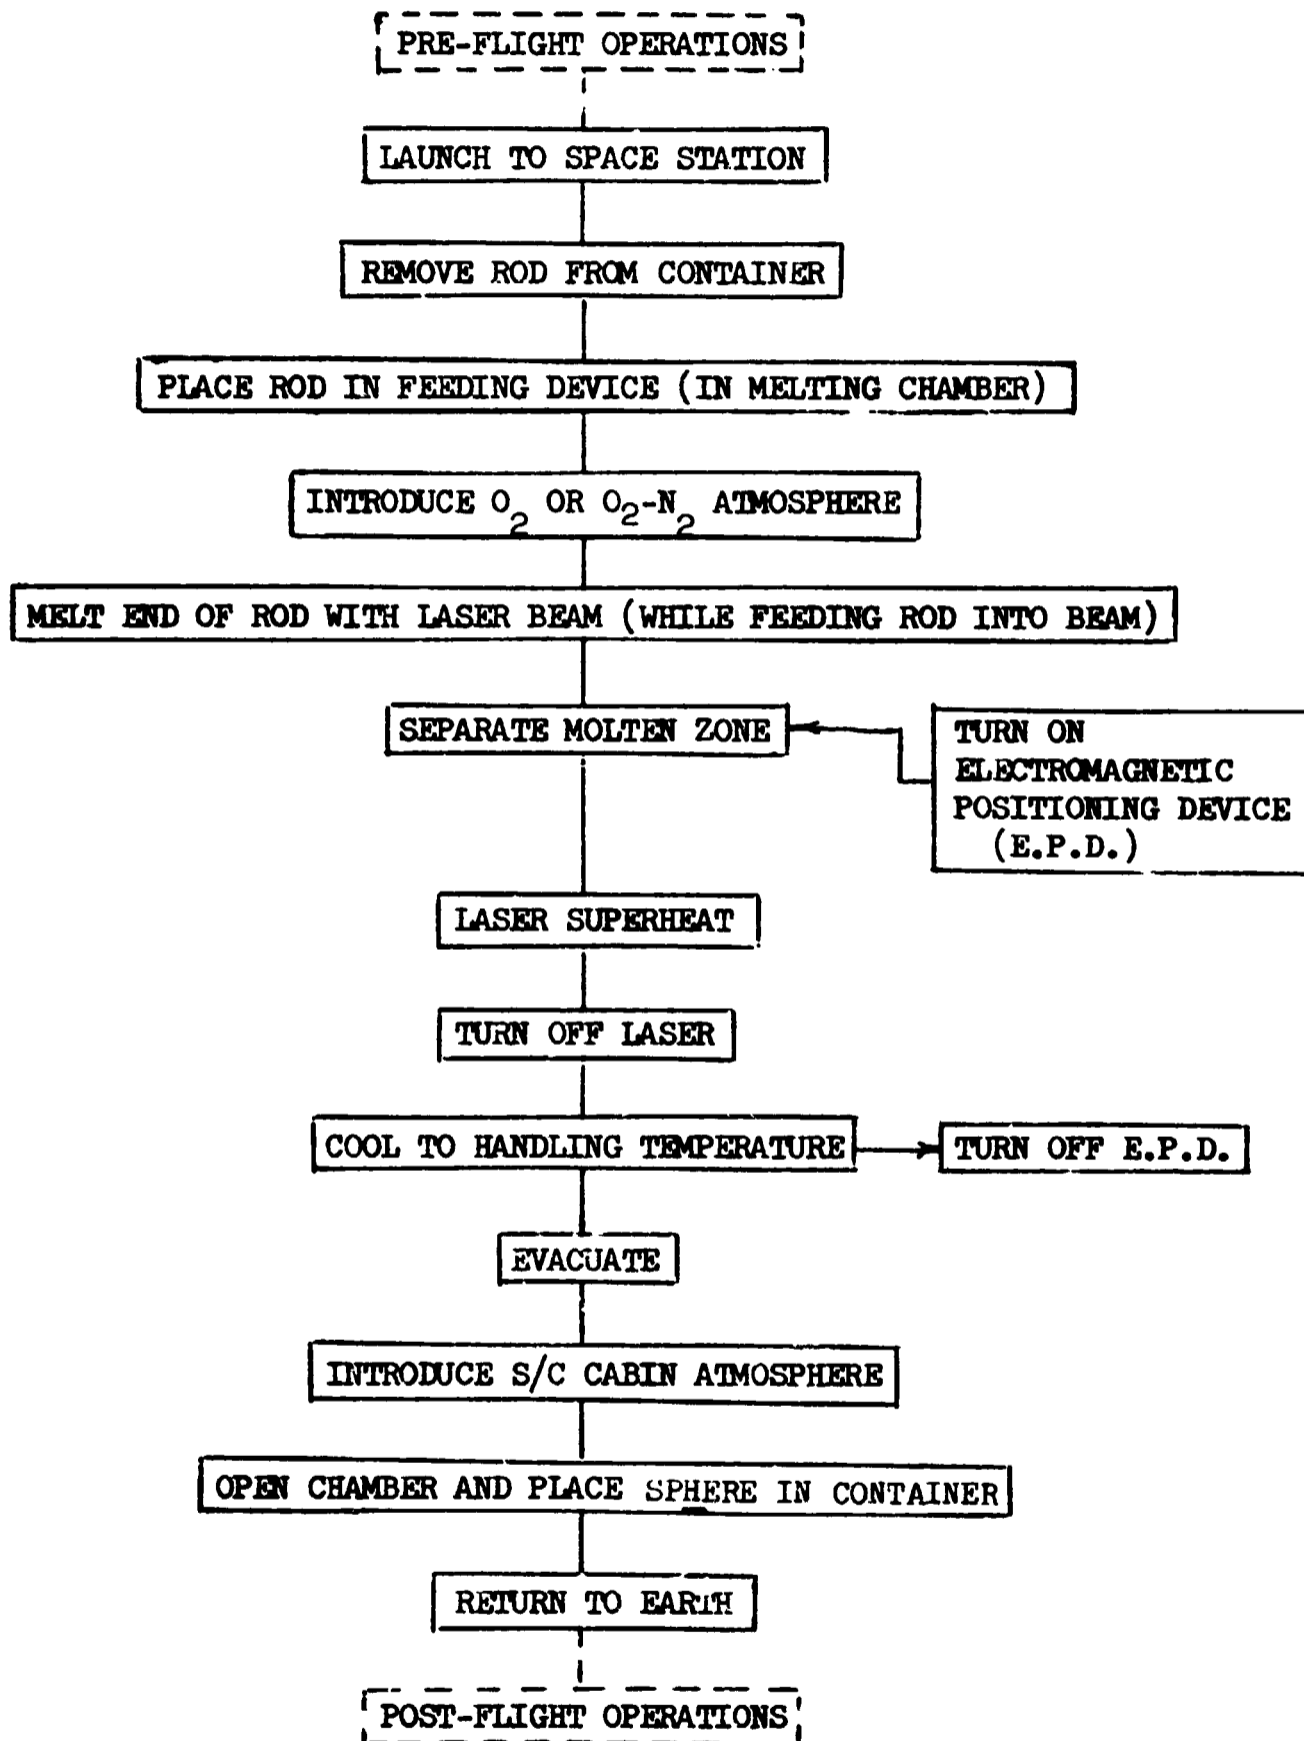 PRE-FLIGHT OPERATIONS
LAUNCH TO SPACE STATION
REMOVE ROD FROM CONTAINER
PLACE ROD IN FEEDING DEVICE (IN MELTING CHAMBER)
INTRODUCE O2 OR O2-N2 ATMOSPHERE
MELT END OF ROD WITH LASER BEAM (WHILE FEEDING ROD INTO BEAM)
SEPARATE MOLTEN ZONE
TURN ON
ELECTROMAGNETIC
POSITIONING DEVICE
(E.P.D.)
LASER SUPERHEAT
TURN OFF LASER
COOL TO HANDLING TEMPERATURE
TURN OFF E.P.D.
EVACUATE
INTRODUCE S/C CABIN ATMOSPHERE
OPEN CHAMBER AND PLACE SPHERE IN CONTAINER
RETURN TO EARTH
POST-FLIGHT OPERATIONS